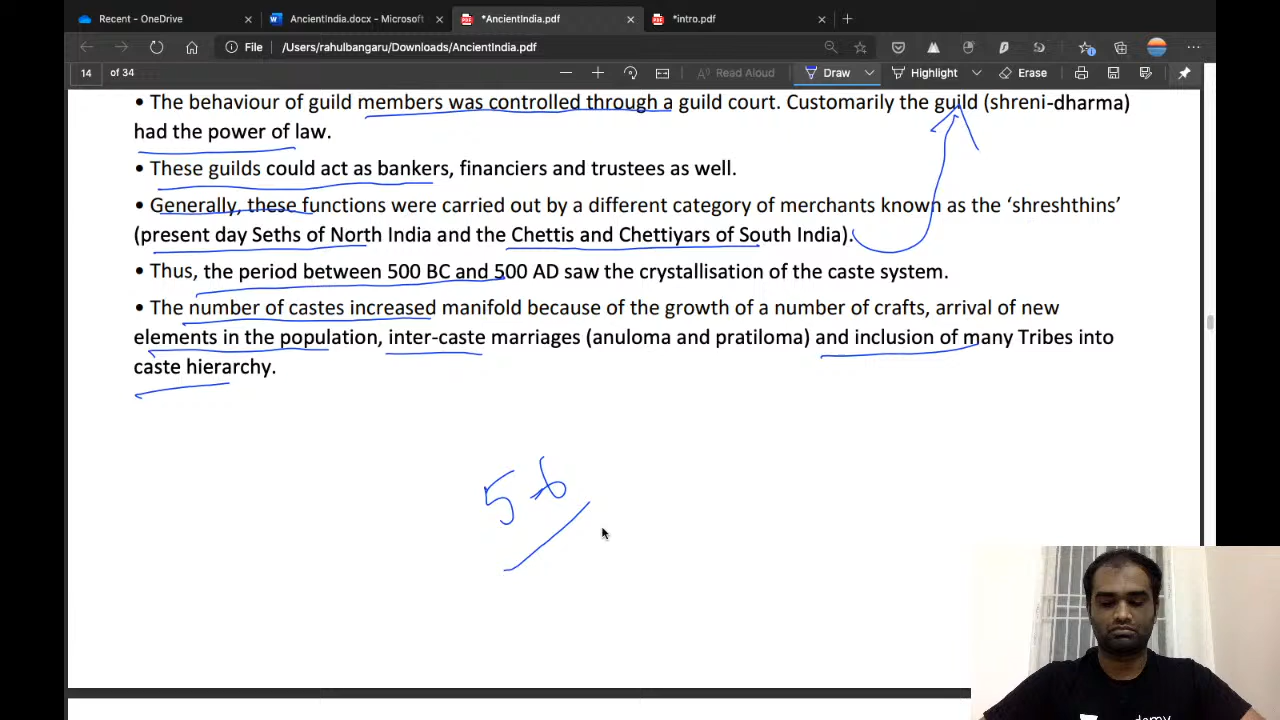 Recent - OneDrive
AncientIndia.docx - Microsoft
*AncientIndia.pdf
*intro.pdf
File
/Users/rahulbangaru/Downloads/AncientIndia.pdf
14 of 34
Read Aloud
Draw
Highlight
Erase
• The behaviour of guild members was controlled through a guild court. Customarily the guild (shreni-dharma)
had the power of law.
• These guilds could act as bankers, financiers and trustees as well.
• Generally, these functions were carried out by a different category of merchants known as the ‘shreshthins’
(present day Seths of North India and the Chettis and Chettiyars of South India).
• Thus, the period between 500 BC and 500 AD saw the crystallisation of the caste system.
• The number of castes increased manifold because of the growth of a number of crafts, arrival of new
elements in the population, inter-caste marriages (anuloma and pratiloma) and inclusion of many Tribes into
caste hierarchy.